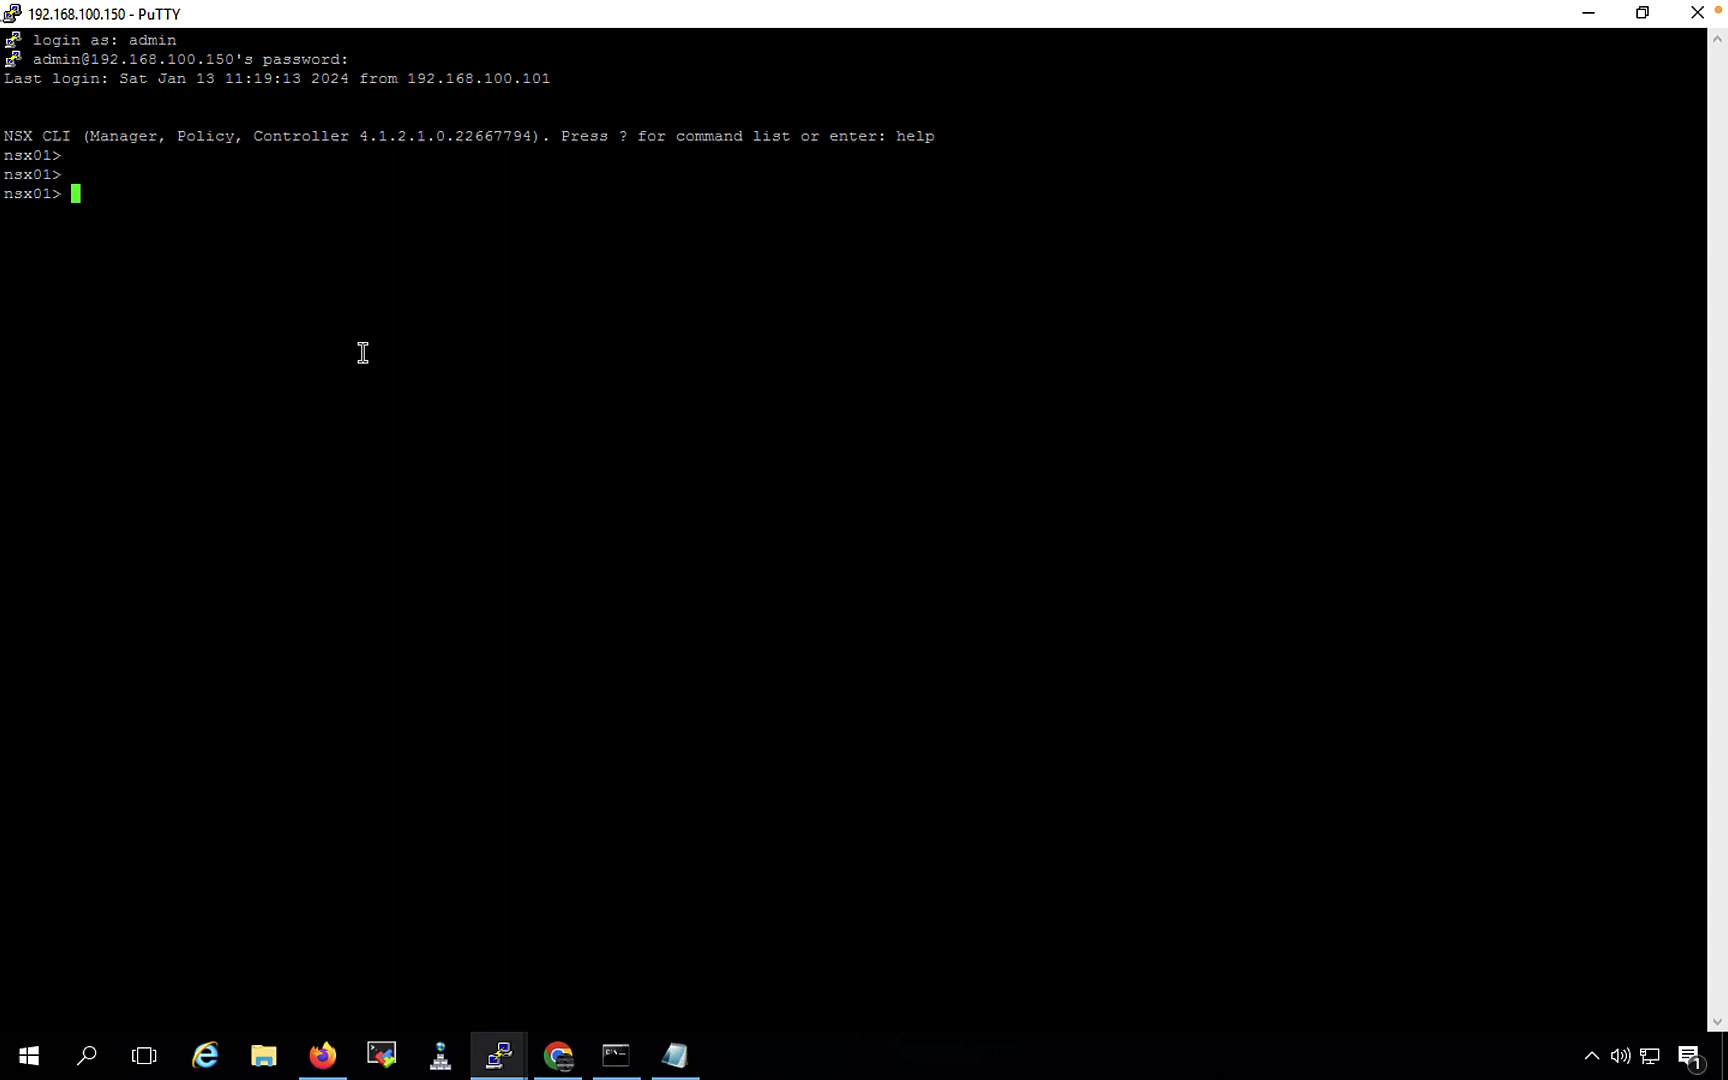 192.168.100.150 - PuTTY
login as: admin
admin@192.168.100.150's password:
Last login: Sat Jan 13 11:19:13 2024 from 192.168.100.101
NSX CLI (Manager, Policy, Controller 4.1.2.1.0.22667794). Press ? for command list or enter: help
nsx01>
nsx01>
nsx01>
1